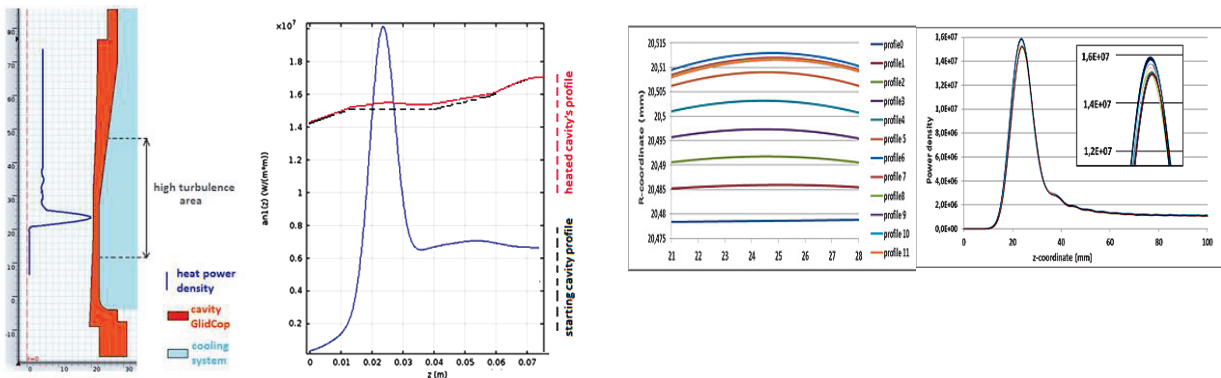 80
70
60
50
40
30
20
10
0
-10
high turbulence
area
heat power
density
cavity
GlidCop
cooling
system
r=0
0
10
20
30
×10⁷
2
1.8
1.6
1.4
1.2
1
0.8
0.6
0.4
0.2
an1(z) (W/(m*m))
0
0.01
0.02
0.03
0.04
0.05
0.06
0.07
z (m)
heated cavity's profile
starting cavity profile
R-coordinate (mm)
20,515
20,51
20,505
20,5
20,495
20,49
20,485
20,48
20,475
21
22
23
24
25
26
27
28
profile0
profile1
profile2
profile3
profile4
profile 5
profile6
profile 7
profile8
profile 9
profile 10
profile 11
Power density
1,6E+07
1,4E+07
1,2E+07
1,0E+07
8,0E+06
6,0E+06
4,0E+06
2,0E+06
0,0E+00
0
20
40
60
80
100
z-coordinate [mm]
1,6E+07
1,4E+07
1,2E+07